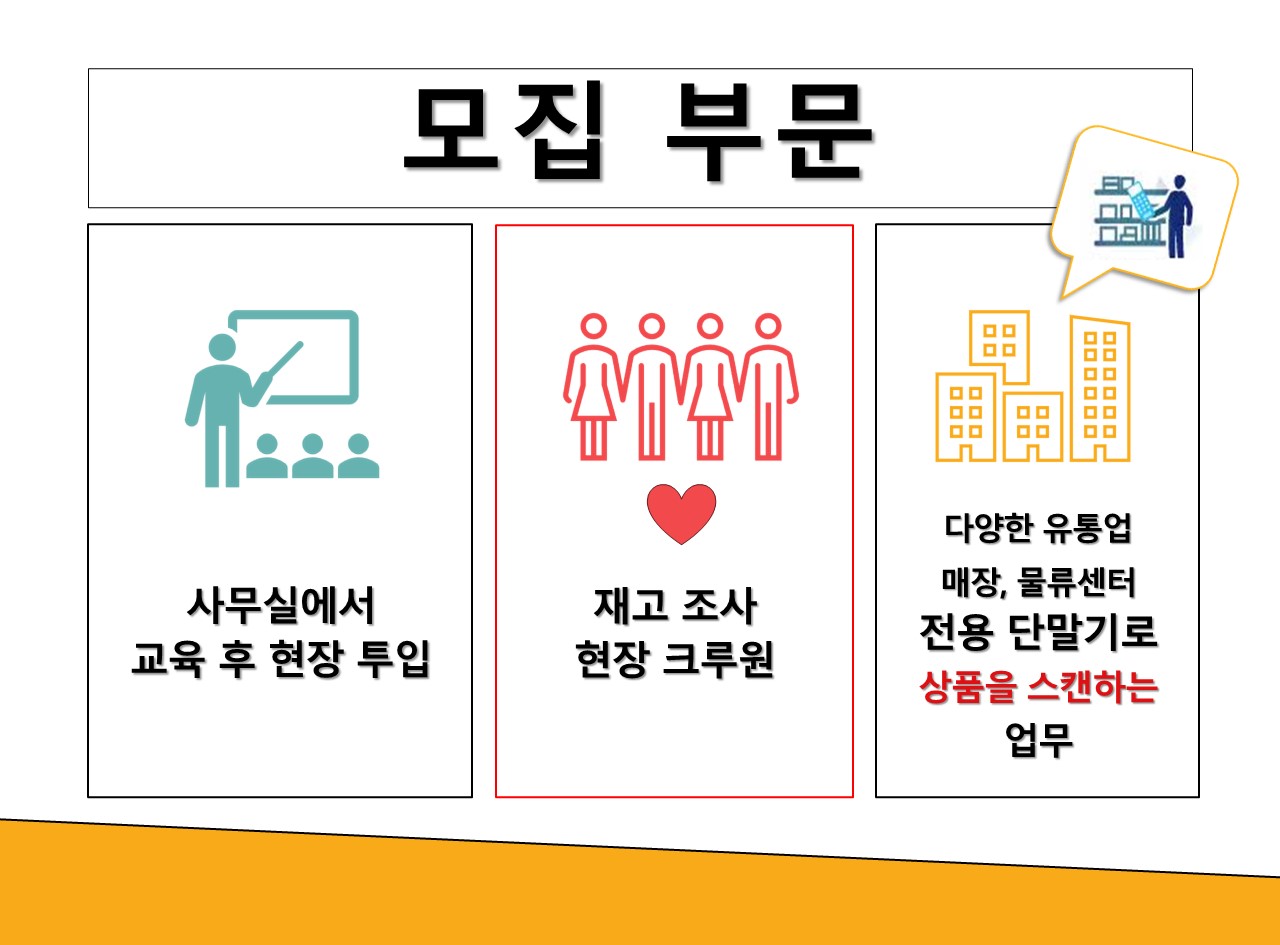 모집 부문
사무실에서
교육 후 현장 투입
재고 조사
현장 크루원
다양한 유통업
매장, 물류센터
전용 단말기로
상품을 스캔하는
업무